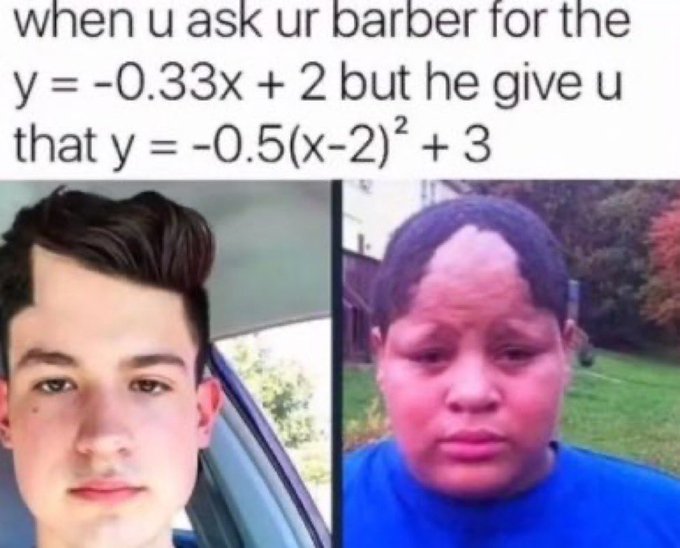 when u ask ur barber for the
y = -0.33x + 2 but he give u
that y = -0.5(x-2)² + 3